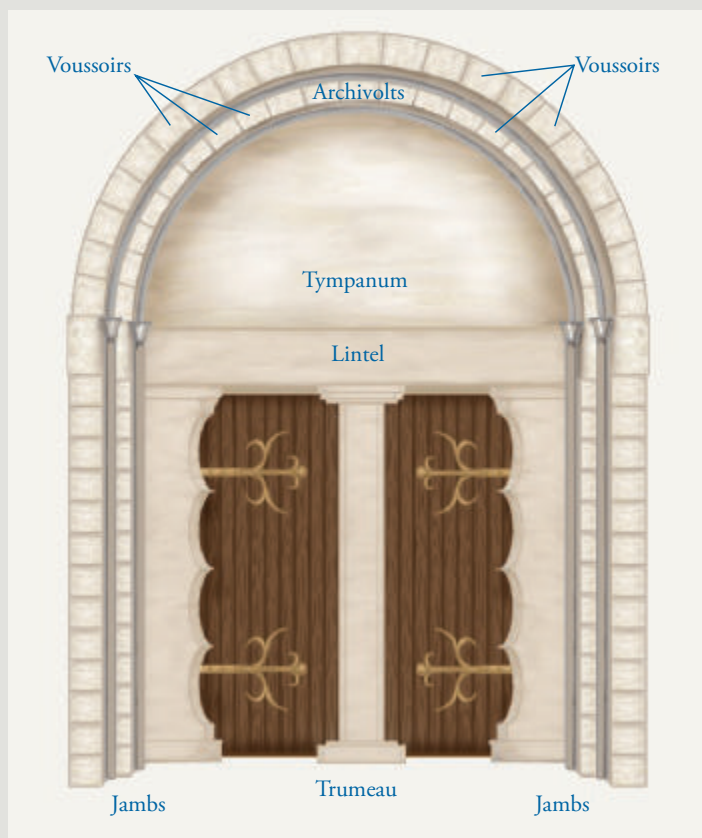 Voussoirs
Voussoirs
Archivolts
Tympanum
Lintel
Trumeau
Jambs
Jambs